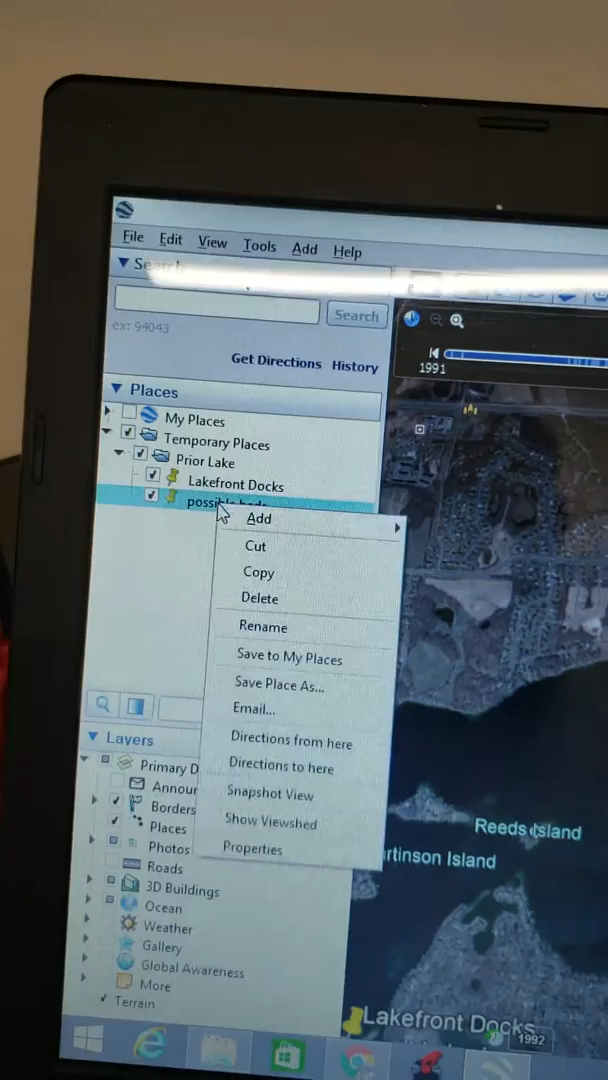 File Edit View Tools Add Help
Search
Search
ex: 94043
Get Directions History
1991
Places
My Places
Temporary Places
Prior Lake
Lakefront Docks
Add
Cut
Copy
Delete
Rename
Save to My Places
Save Place As...
Email...
Directions from here
Directions to here
Snapshot View
Show Viewshed
Properties
Layers
Primary D
Announ
Borders
Places
Photos
Roads
3D Buildings
Ocean
Weather
Gallery
Global Awareness
More
Terrain
Reeds Island
rtinson Island
Lakefront Docks
1992